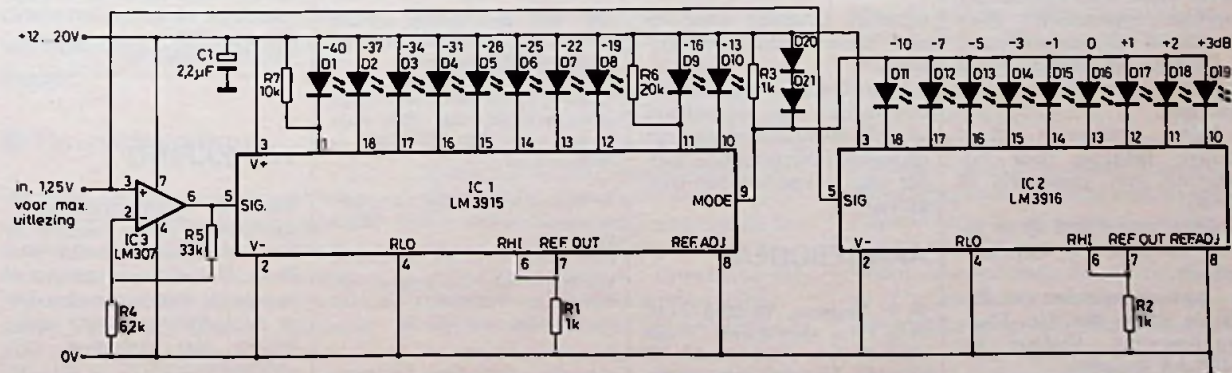 +12..20V
C1
2,2µF
R7
10k
-40
-37
-34
-31
-28
-25
-22
-19
-16
-13
D1
D2
D3
D4
D5
D6
D7
D8
R6
20k
D9
D10
R3
1k
D20
D21
-10
-7
-5
-3
-1
0
+1
+2
+3dB
D11
D12
D13
D14
D15
D16
D17
D18
D19
3
1
18
17
16
15
14
13
12
11
10
3
18
17
16
15
14
13
12
11
10
V+
in, 1,25V
voor max.
uitlezing
3
2
7
6
4
IC3
LM307
5
SIG.
IC 1
LM3915
MODE
9
5
SIG
IC 2
LM3916
R5
33k
V-
RLO
RHI
REF.OUT
REF.ADJ
2
4
6
7
8
V-
RLO
RHI
REF.OUT
REF.ADJ
2
4
6
7
8
R4
6,2k
R1
1k
R2
1k
0V